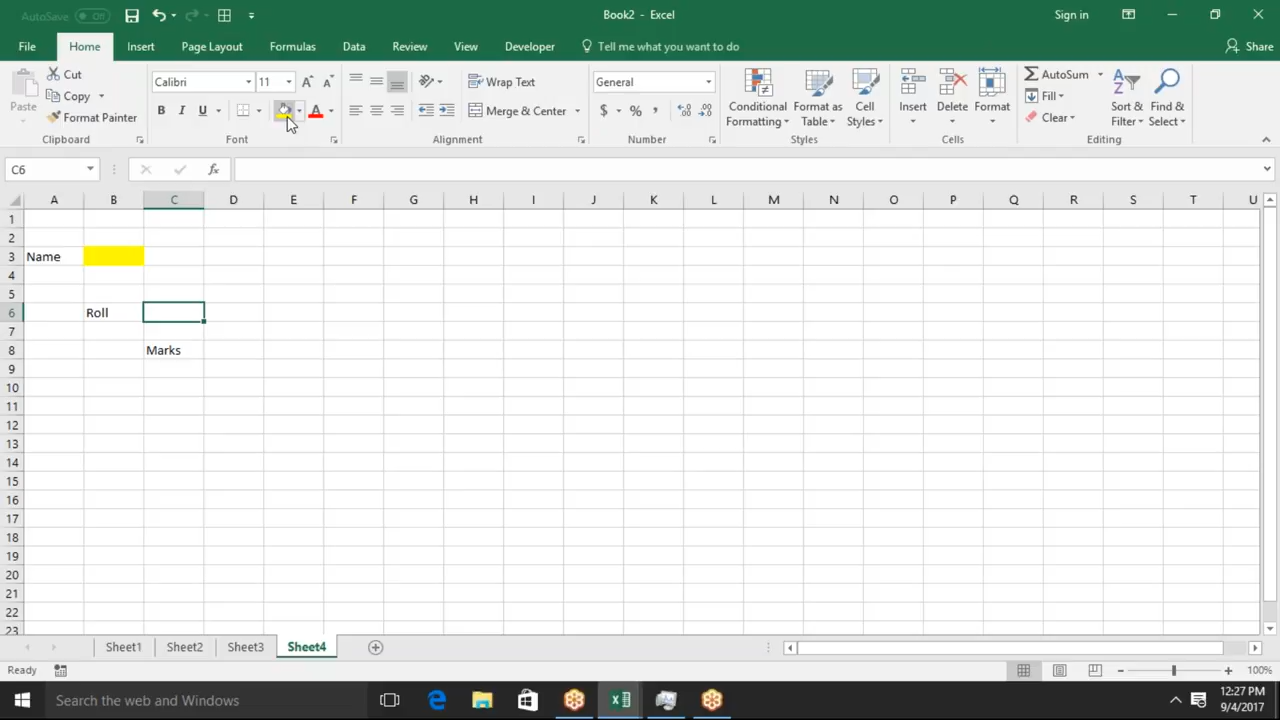 AutoSave Off
Book2 - Excel
Sign in
File Home Insert Page Layout Formulas Data Review View Developer Tell me what you want to do Share
Paste Cut Copy Format Painter
Calibri 11
B I U A
Wrap Text
Merge & Center
General
$ % ,
Conditional Formatting
Format as Table
Cell Styles
Insert Delete Format
AutoSum
Fill
Clear
Sort & Filter
Find & Select
Clipboard Font Alignment Number Styles Cells Editing
C6 fx
A B C D E F G H I J K L M N O P Q R S T U
1
2
3 Name
4
5
6 Roll
7
8 Marks
9
10
11
12
13
14
15
16
17
18
19
20
21
22
23
Sheet1 Sheet2 Sheet3 Sheet4
Ready 100%
Search the web and Windows
12:27 PM
9/4/2017